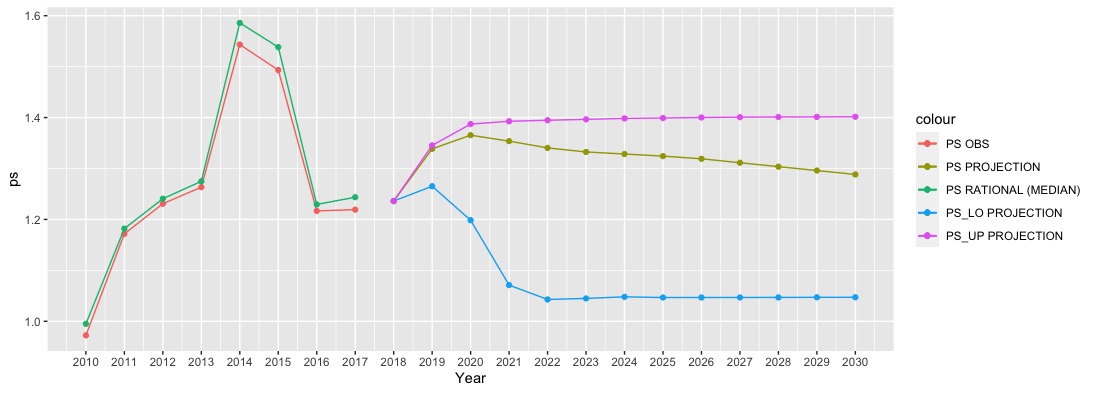 1.6
1.4
1.2
1.0
ps
2010 2011 2012 2013 2014 2015 2016 2017 2018 2019 2020 2021 2022 2023 2024 2025 2026 2027 2028 2029 2030
Year
colour
PS OBS
PS PROJECTION
PS RATIONAL (MEDIAN)
PS_LO PROJECTION
PS_UP PROJECTION